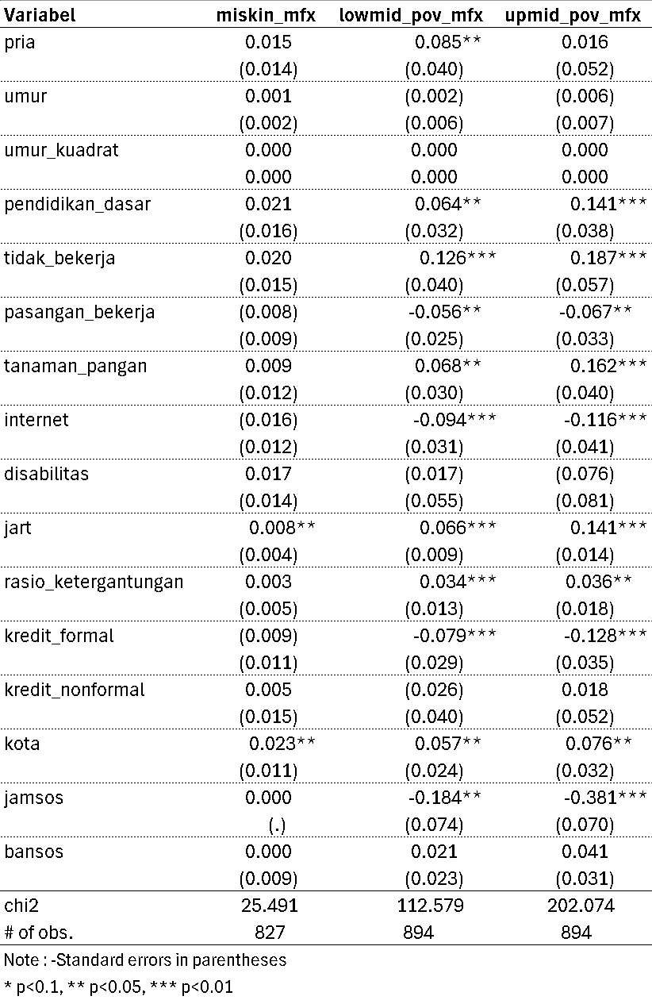 Variabel miskin_mfx lowmid_pov_mfx upmid_pov_mfx
pria 0.015 0.085** 0.016
(0.014) (0.040) (0.052)
umur 0.001 (0.002) (0.006)
(0.002) (0.006) (0.007)
umur_kuadrat 0.000 0.000 0.000
0.000 0.000 0.000
pendidikan_dasar 0.021 0.064** 0.141***
(0.016) (0.032) (0.038)
tidak_bekerja 0.020 0.126*** 0.187***
(0.015) (0.040) (0.057)
pasangan_bekerja (0.008) -0.056** -0.067**
(0.009) (0.025) (0.033)
tanaman_pangan 0.009 0.068** 0.162***
(0.012) (0.030) (0.040)
internet (0.016) -0.094*** -0.116***
(0.012) (0.031) (0.041)
disabilitas 0.017 (0.017) (0.076)
(0.014) (0.055) (0.081)
jart 0.008** 0.066*** 0.141***
(0.004) (0.009) (0.014)
rasio_ketergantungan 0.003 0.034*** 0.036**
(0.005) (0.013) (0.018)
kredit_formal (0.009) -0.079*** -0.128***
(0.011) (0.029) (0.035)
kredit_nonformal 0.005 (0.026) 0.018
(0.015) (0.040) (0.052)
kota 0.023** 0.057** 0.076**
(0.011) (0.024) (0.032)
jamsos 0.000 -0.184** -0.381***
(.) (0.074) (0.070)
bansos 0.000 0.021 0.041
(0.009) (0.023) (0.031)
chi2 25.491 112.579 202.074
# of obs. 827 894 894
Note : -Standard errors in parentheses
* p<0.1, ** p<0.05, *** p<0.01